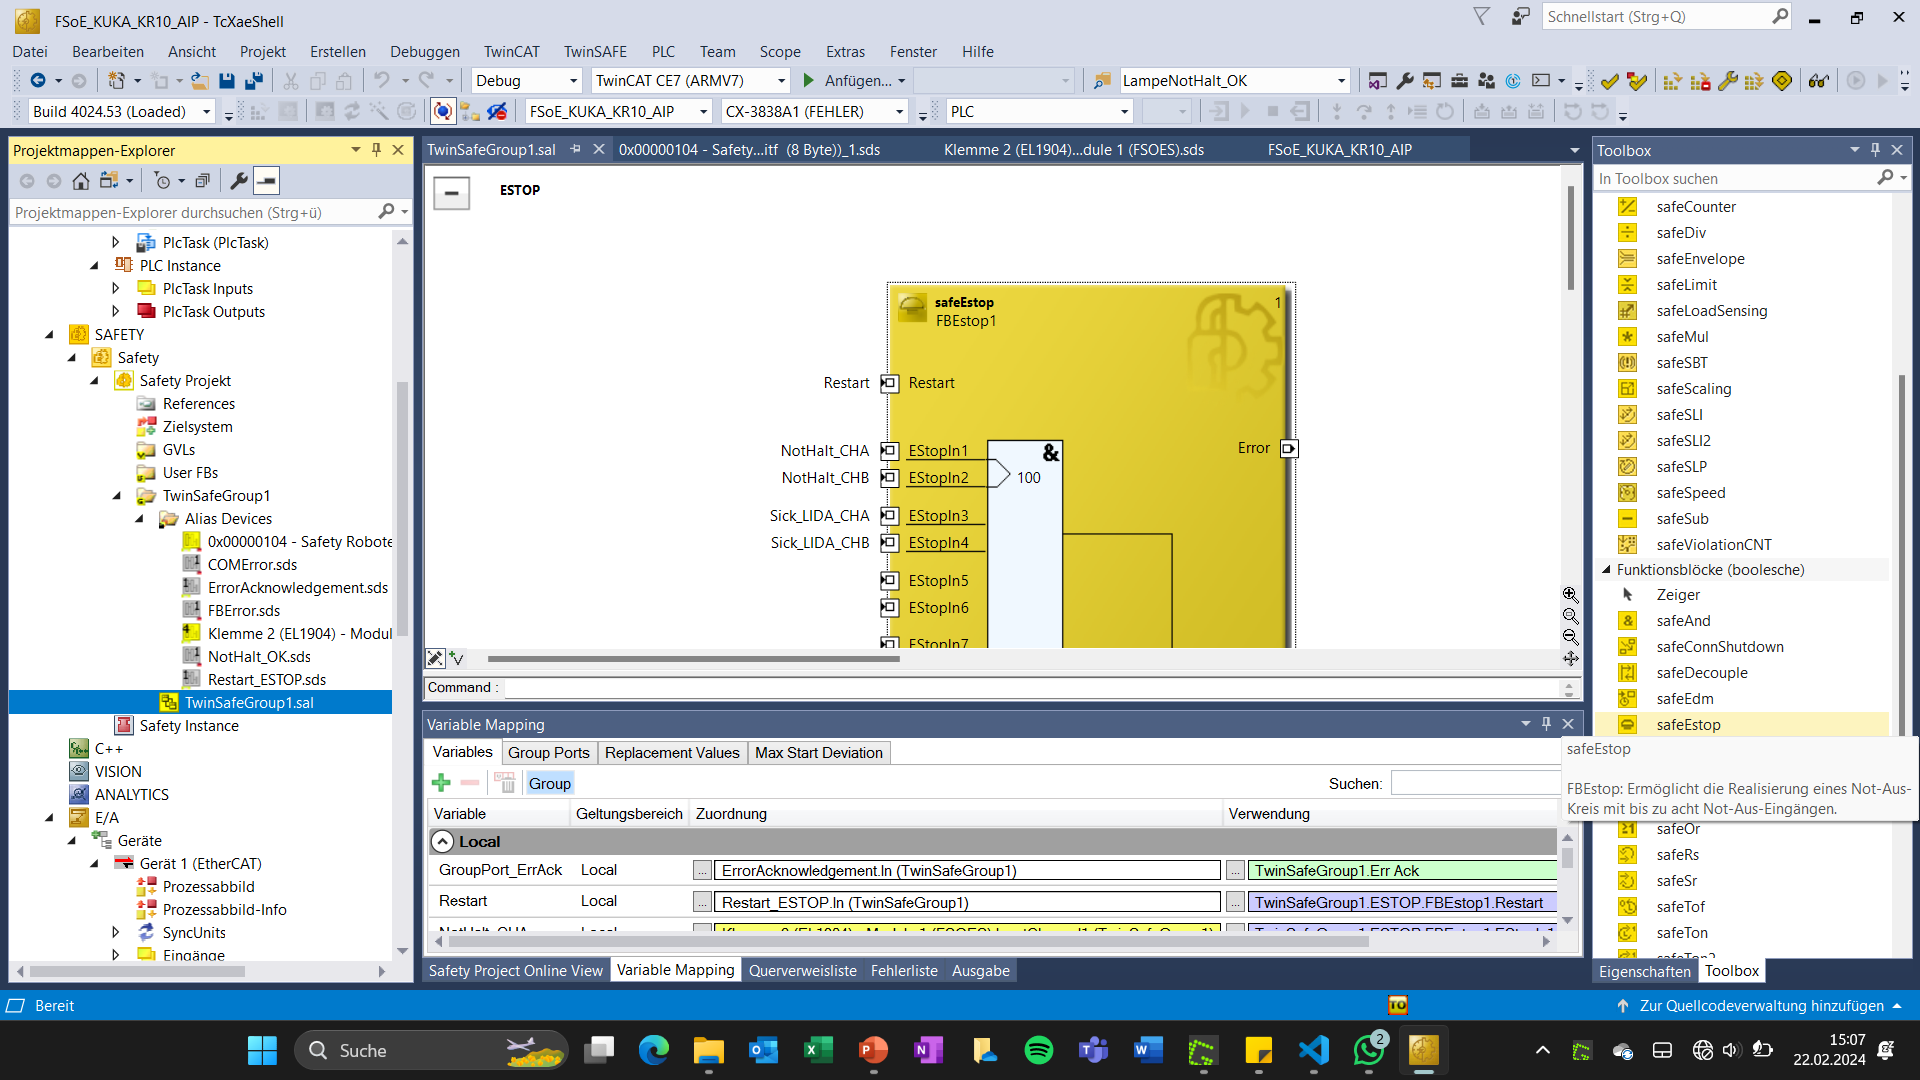 FSoE_KUKA_KR10_AIP - TcXaeShell
Schnellstart (Strg+Q)
Datei Bearbeiten Ansicht Projekt Erstellen Debuggen TwinCAT TwinSAFE PLC Team Scope Extras Fenster Hilfe
Debug TwinCAT CE7 (ARMV7) Anfügen... LampeNotHalt_OK
Build 4024.53 (Loaded) FSoE_KUKA_KR10_AIP CX-3838A1 (FEHLER) PLC
Projektmappen-Explorer
Projektmappen-Explorer durchsuchen (Strg+ü)
PlcTask (PlcTask)
PLC Instance
PlcTask Inputs
PlcTask Outputs
SAFETY
Safety
Safety Projekt
References
Zielsystem
GVLs
User FBs
TwinSafeGroup1
Alias Devices
0x00000104 - Safety Robote
COMError.sds
ErrorAcknowledgement.sds
FBError.sds
Klemme 2 (EL1904) - Modul
NotHalt_OK.sds
Restart_ESTOP.sds
TwinSafeGroup1.sal
Safety Instance
C++
VISION
ANALYTICS
E/A
Geräte
Gerät 1 (EtherCAT)
Prozessabbild
Prozessabbild-Info
SyncUnits
Eingänge
TwinSafeGroup1.sal 0x00000104 - Safety...itf (8 Byte))_1.sds Klemme 2 (EL1904)...dule 1 (FSOES).sds FSoE_KUKA_KR10_AIP
ESTOP
safeEstop 1
FBEstop1
Restart Restart
NotHalt_CHA EStopIn1 &
NotHalt_CHB EStopIn2 100
Sick_LIDA_CHA EStopIn3
Sick_LIDA_CHB EStopIn4
EStopIn5
EStopIn6
EStopIn7
Error
Command :
Variable Mapping
Variables Group Ports Replacement Values Max Start Deviation
Group Suchen:
Variable Geltungsbereich Zuordnung Verwendung
Local
GroupPort_ErrAck Local ... ErrorAcknowledgement.In (TwinSafeGroup1) ... TwinSafeGroup1.Err Ack
Restart Local ... Restart_ESTOP.In (TwinSafeGroup1) ... TwinSafeGroup1.ESTOP.FBEstop1.Restart
NotHalt_CHA Local
Safety Project Online View Variable Mapping Querverweisliste Fehlerliste Ausgabe
Toolbox
In Toolbox suchen
safeCounter
safeDiv
safeEnvelope
safeLimit
safeLoadSensing
safeMul
safeSBT
safeScaling
safeSLI
safeSLI2
safeSLP
safeSpeed
safeSub
safeViolationCNT
Funktionsblöcke (boolesche)
Zeiger
safeAnd
safeConnShutdown
safeDecouple
safeEdm
safeEstop
safeEstop
FBEstop: Ermöglicht die Realisierung eines Not-Aus-
Kreis mit bis zu acht Not-Aus-Eingängen.
safeOr
safeRs
safeSr
safeTof
safeTon
safeTon2
Eigenschaften Toolbox
Bereit
TO
Zur Quellcodeverwaltung hinzufügen
Suche
2
15:07
22.02.2024